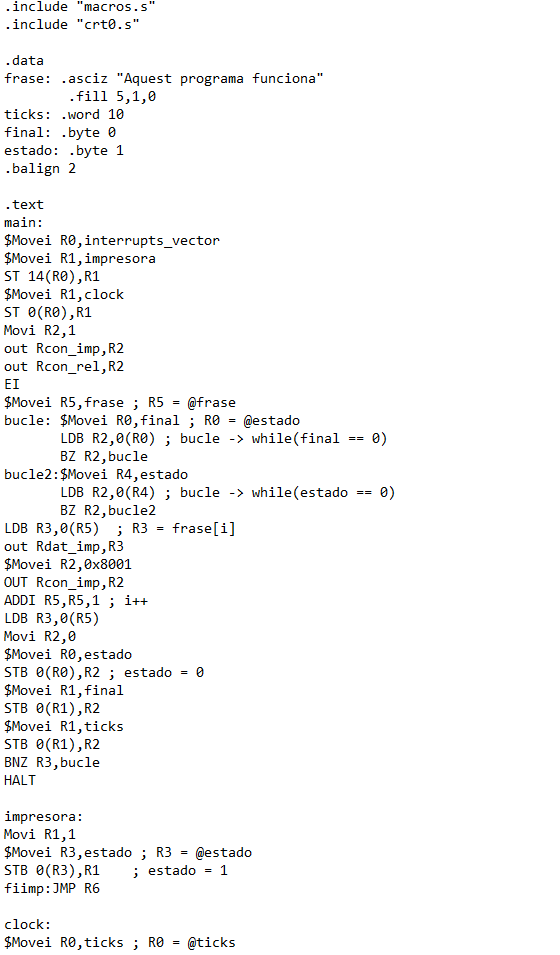 .include "macros.s"
.include "crt0.s"

.data
frase: .asciz "Aquest programa funciona"
        .fill 5,1,0
ticks: .word 10
final: .byte 0
estado: .byte 1
.balign 2

.text
main:
$Movei R0,interrupts_vector
$Movei R1,impresora
ST 14(R0),R1
$Movei R1,clock
ST 0(R0),R1
Movi R2,1
out Rcon_imp,R2
out Rcon_rel,R2
EI
$Movei R5,frase ; R5 = @frase
bucle: $Movei R0,final ; R0 = @estado
       LDB R2,0(R0) ; bucle -> while(final == 0)
       BZ R2,bucle
bucle2:$Movei R4,estado
       LDB R2,0(R4) ; bucle -> while(estado == 0)
       BZ R2,bucle2
LDB R3,0(R5)  ; R3 = frase[i]
out Rdat_imp,R3
$Movei R2,0x8001
OUT Rcon_imp,R2
ADDI R5,R5,1 ; i++
LDB R3,0(R5)
Movi R2,0
$Movei R0,estado
STB 0(R0),R2 ; estado = 0
$Movei R1,final
STB 0(R1),R2
$Movei R1,ticks
STB 0(R1),R2
BNZ R3,bucle
HALT

impresora:
Movi R1,1
$Movei R3,estado ; R3 = @estado
STB 0(R3),R1    ; estado = 1
fiimp:JMP R6

clock:
$Movei R0,ticks ; R0 = @ticks